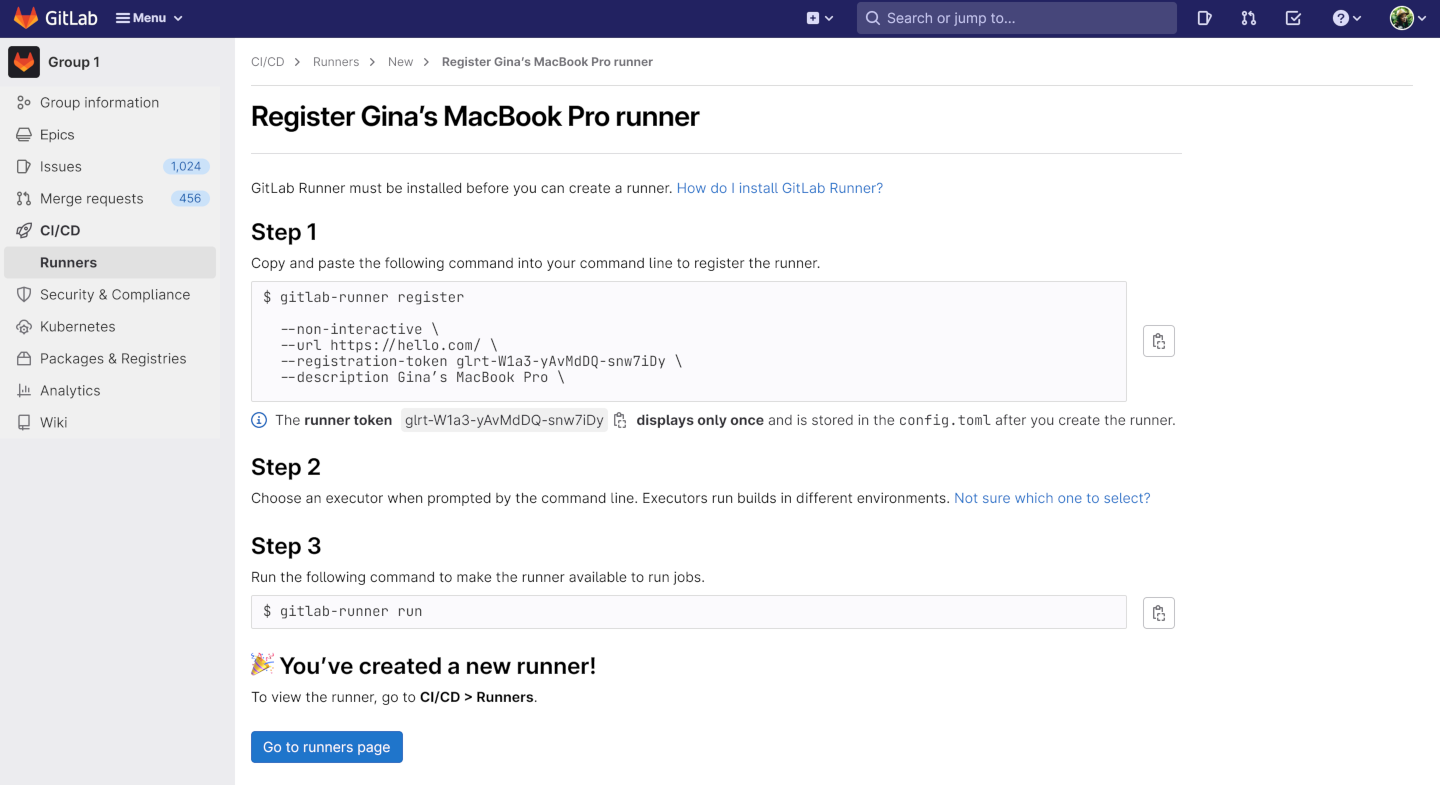 GitLab
Menu
Search or jump to...
Group 1
Group information
Epics
Issues 1,024
Merge requests 456
CI/CD
Runners
Security & Compliance
Kubernetes
Packages & Registries
Analytics
Wiki
CI/CD > Runners > New > Register Gina’s MacBook Pro runner
Register Gina’s MacBook Pro runner
GitLab Runner must be installed before you can create a runner. How do I install GitLab Runner?
Step 1
Copy and paste the following command into your command line to register the runner.
$ gitlab-runner register
--non-interactive \
--url https://hello.com/ \
--registration-token glrt-W1a3-yAvMdDQ-snw7iDy \
--description Gina’s MacBook Pro \
The runner token glrt-W1a3-yAvMdDQ-snw7iDy displays only once and is stored in the config.toml after you create the runner.
Step 2
Choose an executor when prompted by the command line. Executors run builds in different environments. Not sure which one to select?
Step 3
Run the following command to make the runner available to run jobs.
$ gitlab-runner run
🎉 You’ve created a new runner!
To view the runner, go to CI/CD > Runners.
Go to runners page